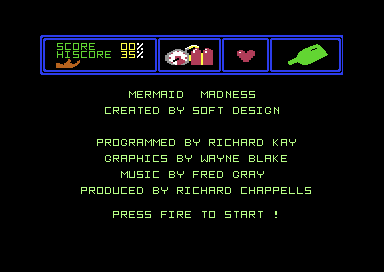 SCORE 00%
HISCORE 35%
MERMAID MADNESS
CREATED BY SOFT DESIGN
PROGRAMMED BY RICHARD KAY
GRAPHICS BY WAYNE BLAKE
MUSIC BY FRED GRAY
PRODUCED BY RICHARD CHAPPELLS
PRESS FIRE TO START !